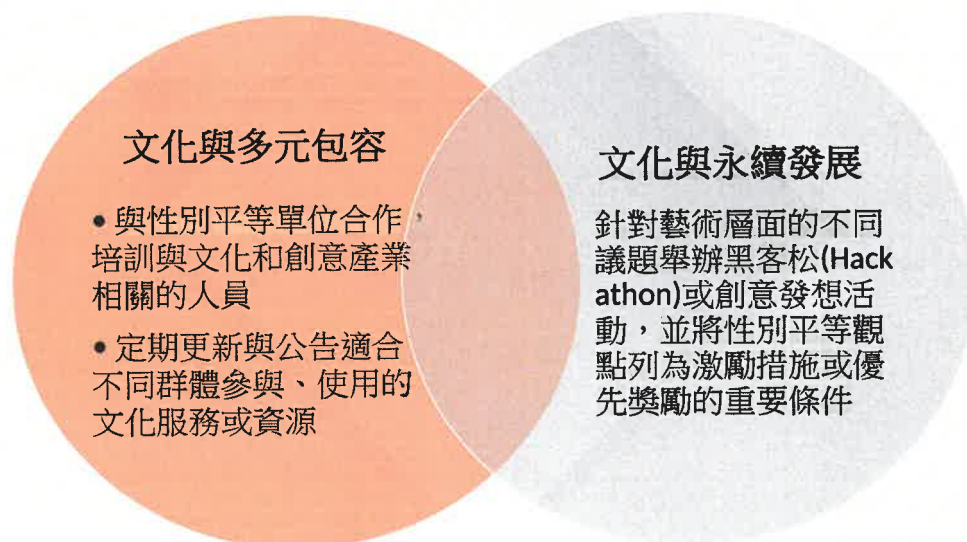 文化與多元包容
• 與性別平等單位合作，
培訓與文化和創意產業
相關的人員
• 定期更新與公告適合
不同群體參與、使用的
文化服務或資源
文化與永續發展
針對藝術層面的不同
議題舉辦黑客松(Hack
athon)或創意發想活
動，並將性別平等觀
點列為激勵措施或優
先獎勵的重要條件